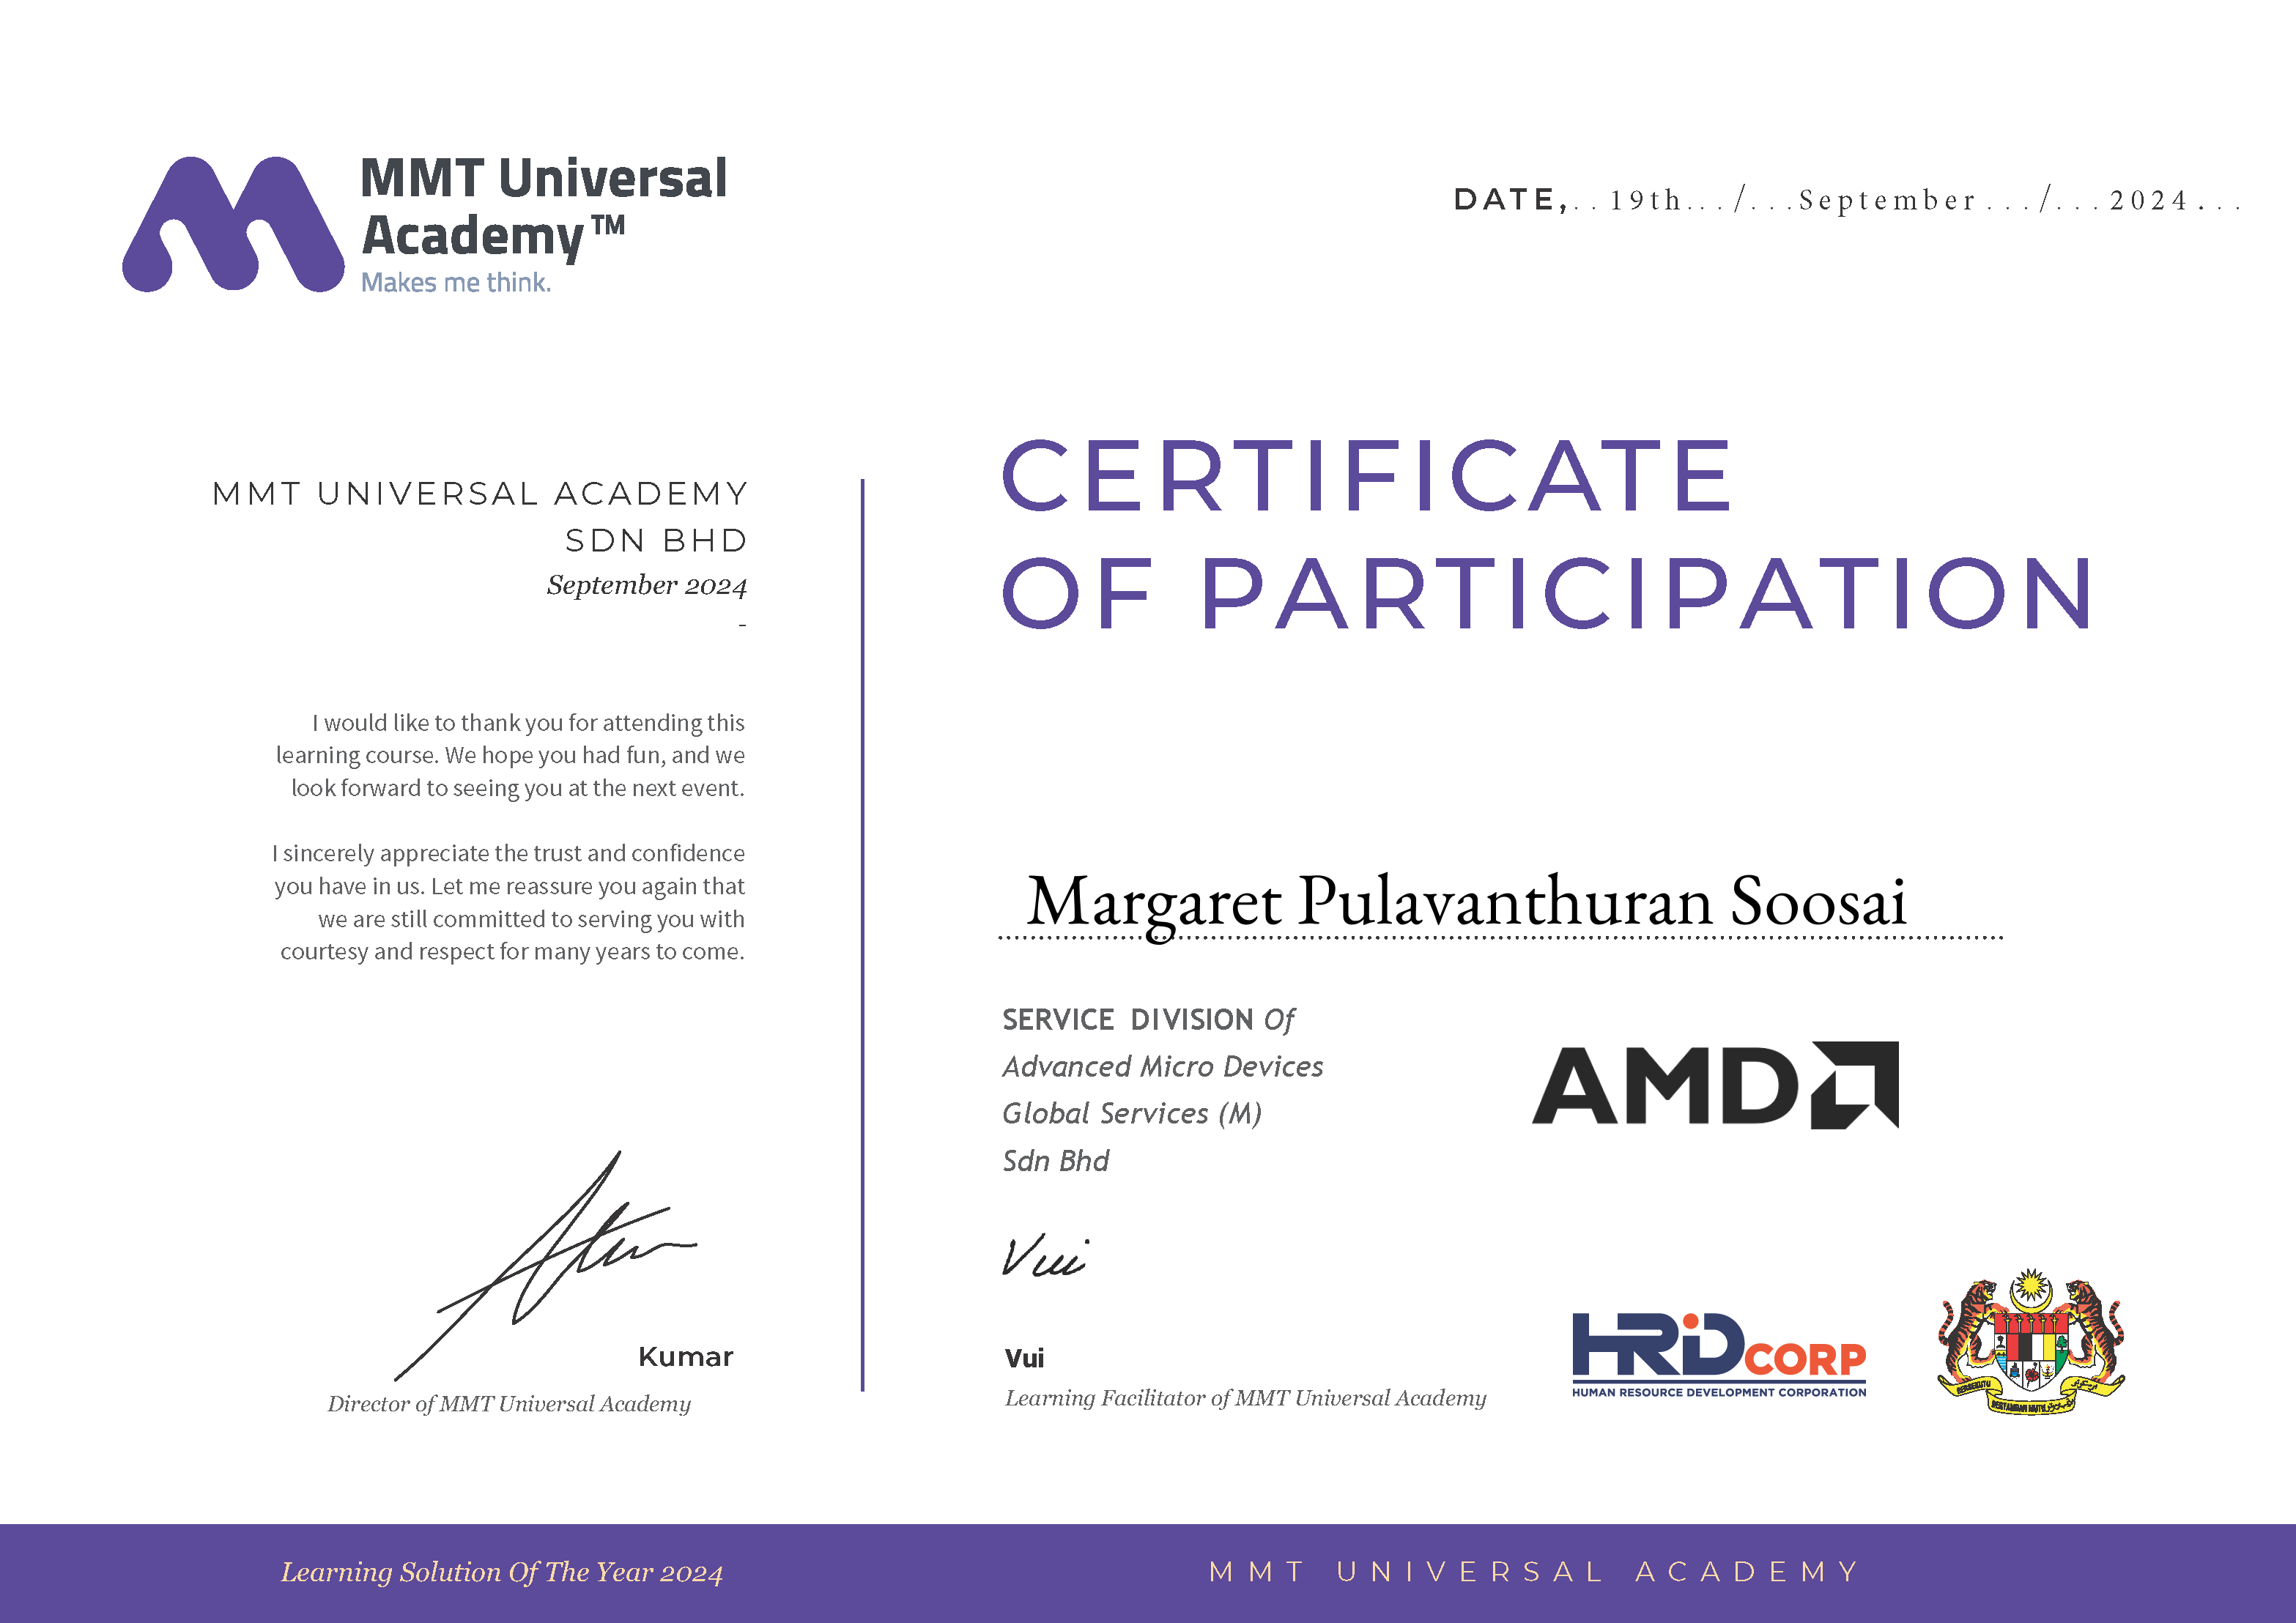 MMT Universal
Academy™
Makes me think.
DATE,. . 19th. . . / . . . September . . . / . . . 2024 . . .
MMT UNIVERSAL ACADEMY
SDN BHD
September 2024
-
I would like to thank you for attending this
learning course. We hope you had fun, and we
look forward to seeing you at the next event.
I sincerely appreciate the trust and confidence
you have in us. Let me reassure you again that
we are still committed to serving you with
courtesy and respect for many years to come.
Kumar
Director of MMT Universal Academy
CERTIFICATE
OF PARTICIPATION
Margaret Pulavanthuran Soosai
SERVICE DIVISION Of
Advanced Micro Devices
Global Services (M)
Sdn Bhd
AMD
Vui
Vui
Learning Facilitator of MMT Universal Academy
HRD CORP
HUMAN RESOURCE DEVELOPMENT CORPORATION
BERSEKUTU
BERTAMBAH MUTU
Learning Solution Of The Year 2024
MMT UNIVERSAL ACADEMY